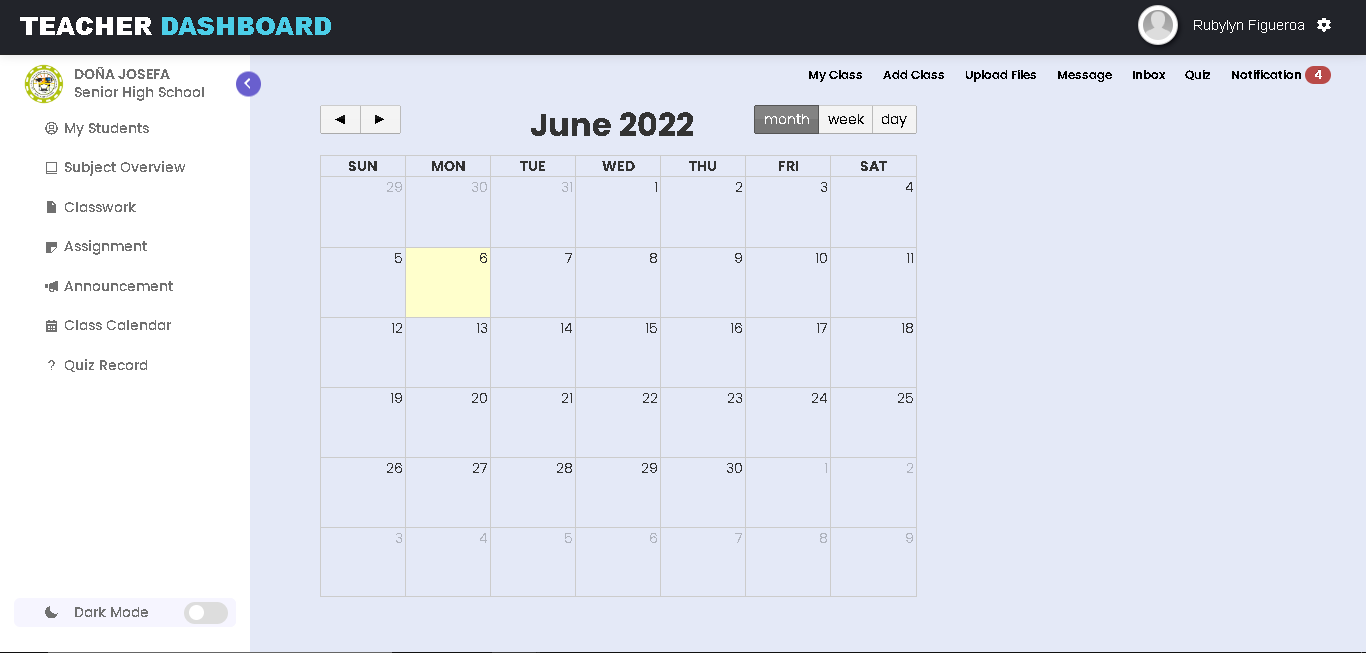 TEACHER DASHBOARD
Rubylyn Figueroa
DOÑA JOSEFA
Senior High School
My Students
Subject Overview
Classwork
Assignment
Announcement
Class Calendar
? Quiz Record
Dark Mode
My Class Add Class Upload Files Message Inbox Quiz Notification 4
June 2022
month week day
SUN MON TUE WED THU FRI SAT
29 30 31 1 2 3 4
5 6 7 8 9 10 11
12 13 14 15 16 17 18
19 20 21 22 23 24 25
26 27 28 29 30 1 2
3 4 5 6 7 8 9